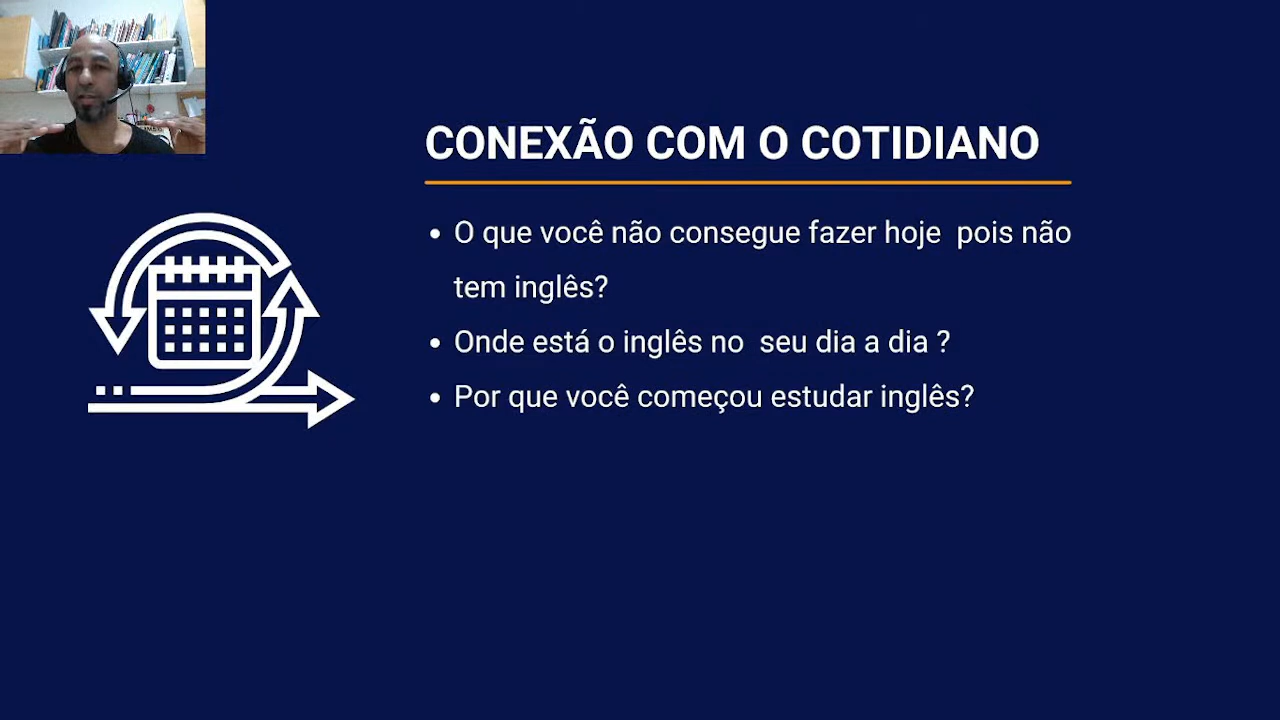 CONEXÃO COM O COTIDIANO
• O que você não consegue fazer hoje  pois não
tem inglês?
• Onde está o inglês no  seu dia a dia ?
• Por que você começou estudar inglês?